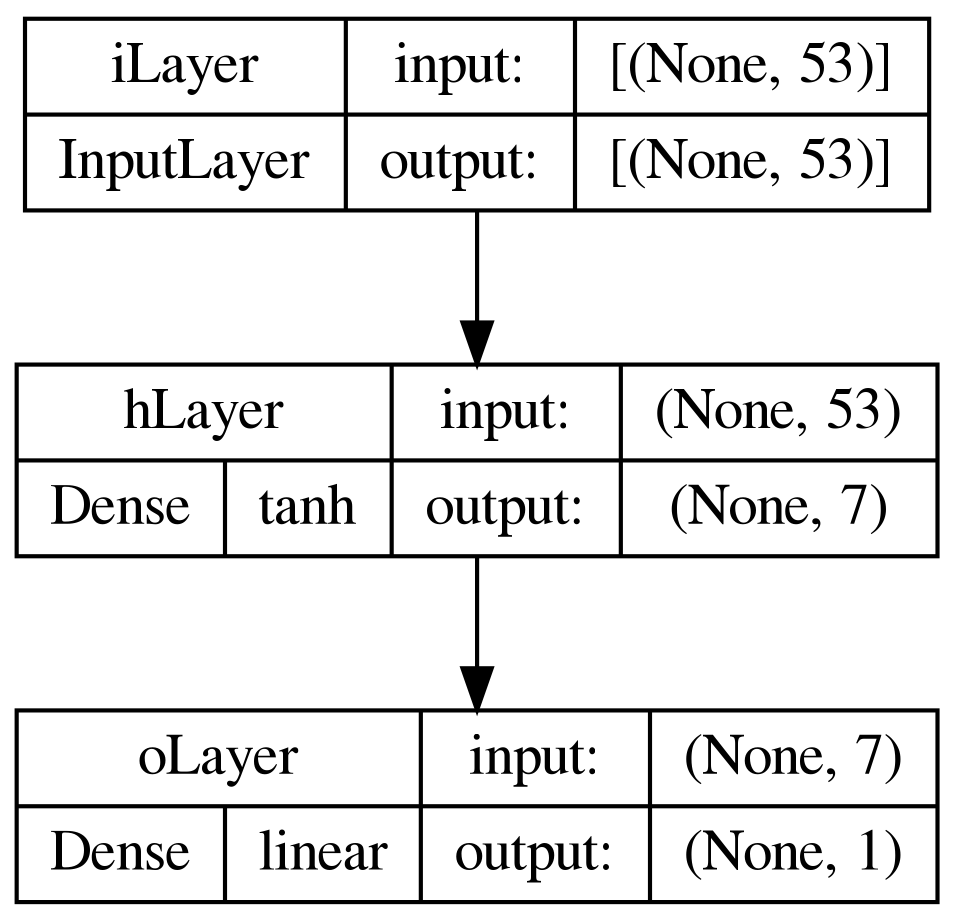 iLayer input: [(None, 53)]
InputLayer output: [(None, 53)]
hLayer input: (None, 53)
Dense tanh output: (None, 7)
oLayer input: (None, 7)
Dense linear output: (None, 1)